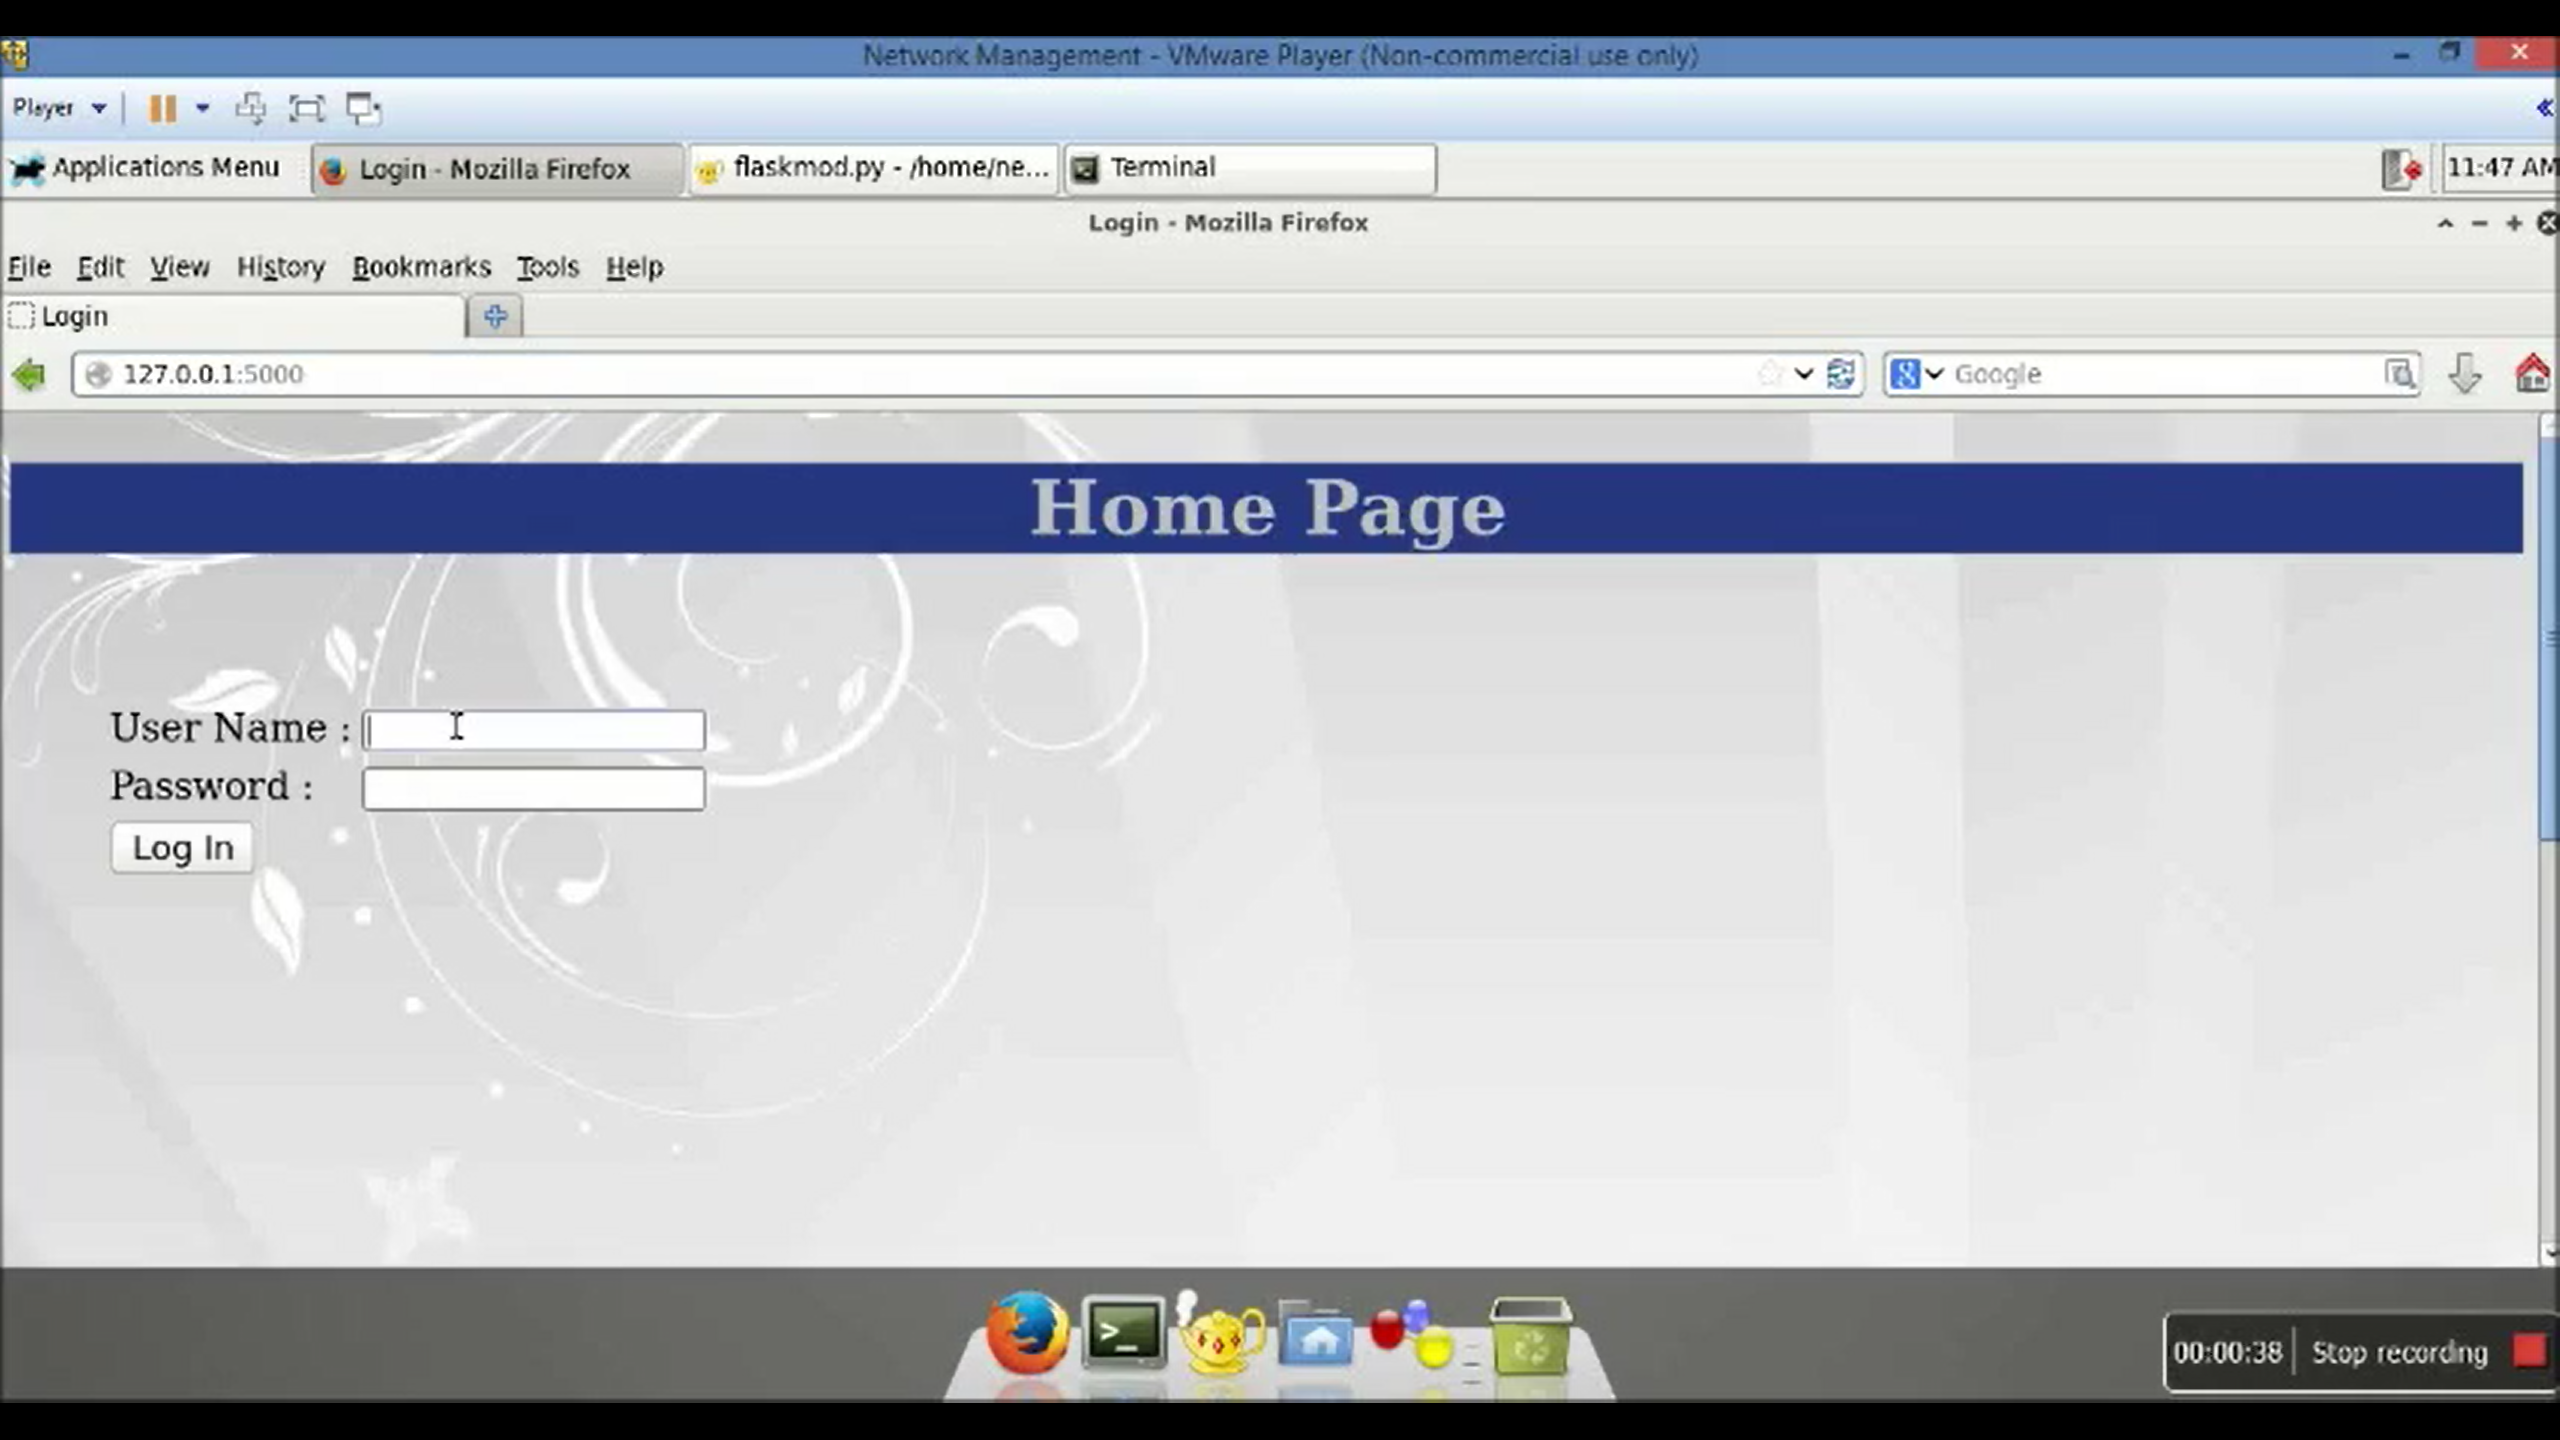 Network Management - VMware Player (Non-commercial use only)
Player
Applications Menu
Login - Mozilla Firefox
flaskmod.py - /home/ne...
Terminal
11:47 AM
Login - Mozilla Firefox
File Edit View History Bookmarks Tools Help
Login
127.0.0.1:5000
Google
Home Page
User Name :
Password :
Log In
00:00:38
Stop recording